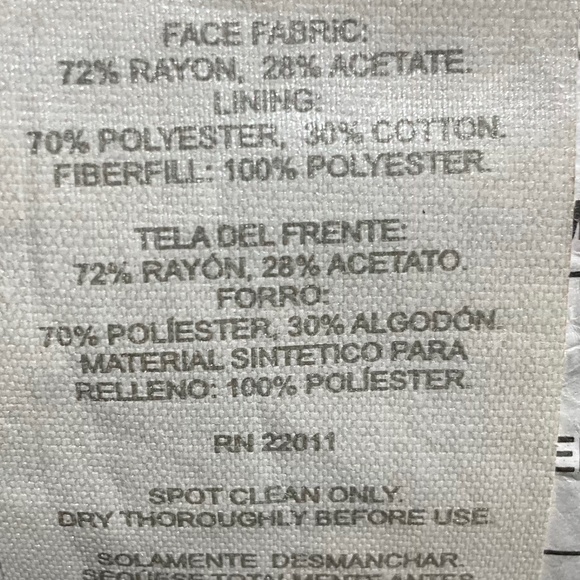 FACE FABRIC:
72% RAYON, 28% ACETATE.
LINING:
70% POLYESTER, 30% COTTON.
FIBERFILL: 100% POLYESTER.
TELA DEL FRENTE:
72% RAYÓN, 28% ACETATO.
FORRO:
70% POLÍESTER, 30% ALGODÓN.
MATERIAL SINTETICO PARA
RELLENO: 100% POLÍESTER.
RN 22011
SPOT CLEAN ONLY.
DRY THOROUGHLY BEFORE USE.
SOLAMENTE DESMANCHAR.